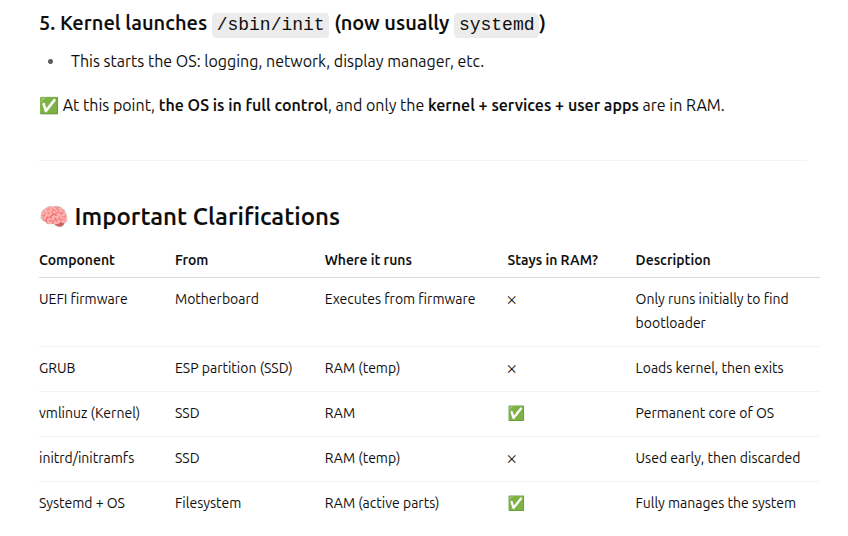 5. Kernel launches /sbin/init (now usually systemd)
• This starts the OS: logging, network, display manager, etc.
✅ At this point, the OS is in full control, and only the kernel + services + user apps are in RAM.
🧠 Important Clarifications
Component From Where it runs Stays in RAM? Description
UEFI firmware Motherboard Executes from firmware × Only runs initially to find
bootloader
GRUB ESP partition (SSD) RAM (temp) × Loads kernel, then exits
vmlinuz (Kernel) SSD RAM ✅ Permanent core of OS
initrd/initramfs SSD RAM (temp) × Used early, then discarded
Systemd + OS Filesystem RAM (active parts) ✅ Fully manages the system